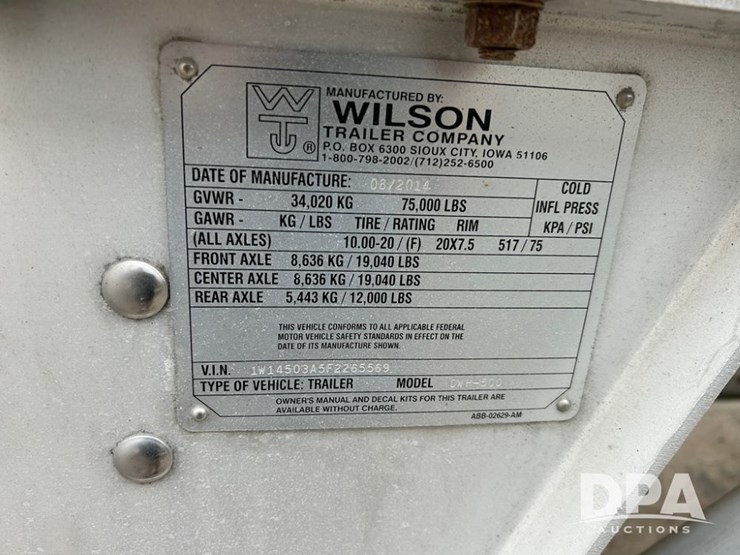 WT ®
MANUFACTURED BY:
WILSON
TRAILER COMPANY
P.O. BOX 6300 SIOUX CITY, IOWA 51106
1-800-798-2002/(712)252-6500
DATE OF MANUFACTURE: 08/2014
GVWR - 34,020 KG 75,000 LBS
COLD
INFL PRESS
KPA / PSI
GAWR - KG / LBS TIRE / RATING RIM
(ALL AXLES) 10.00-20 / (F) 20X7.5 517 / 75
FRONT AXLE 8,636 KG / 19,040 LBS
CENTER AXLE 8,636 KG / 19,040 LBS
REAR AXLE 5,443 KG / 12,000 LBS
THIS VEHICLE CONFORMS TO ALL APPLICABLE FEDERAL
MOTOR VEHICLE SAFETY STANDARDS IN EFFECT ON THE
DATE OF ITS MANUFACTURE SHOWN.
V.I.N. 1W14503A5F2265569
TYPE OF VEHICLE: TRAILER MODEL
OWNER'S MANUAL AND DECAL KITS FOR THIS TRAILER ARE
AVAILABLE WITHOUT CHARGE.
ABB-02629-AM
DPA
AUCTIONS